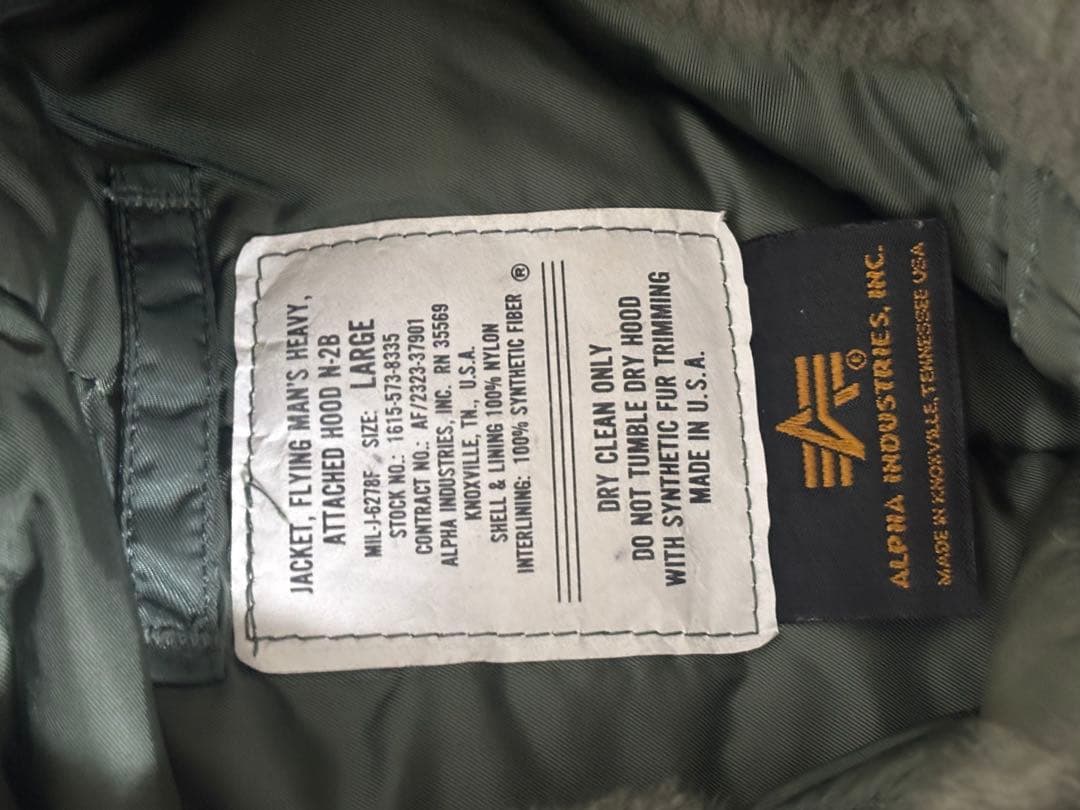 JACKET, FLYING MAN'S HEAVY,
ATTACHED HOOD N-2B
MIL-J-6278F SIZE: LARGE
STOCK NO.: 1615-573-8335
CONTRACT NO.: AF/2323-37901
ALPHA INDUSTRIES, INC. RN 35569
KNOXVILLE, TN., U.S.A.
SHELL & LINING 100% NYLON
INTERLINING: 100% SYNTHETIC FIBER ®
DRY CLEAN ONLY
DO NOT TUMBLE DRY HOOD
WITH SYNTHETIC FUR TRIMMING
MADE IN U.S.A.
®
ALPHA INDUSTRIES, INC.
MADE IN KNOXVILLE, TENNESSEE USA